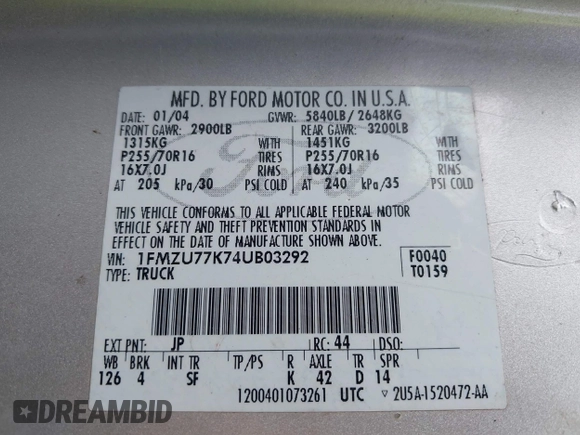 MFD. BY FORD MOTOR CO. IN U.S.A.
DATE: 01/04 GVWR: 5840LB/ 2648KG
FRONT GAWR: 2900LB REAR GAWR: 3200LB
1315KG WITH 1451KG WITH
P255/70R16 TIRES P255/70R16 TIRES
16X7.0J RIMS 16X7.0J RIMS
AT 205 kPa/30 PSI COLD AT 240 kPa/35 PSI COLD
THIS VEHICLE CONFORMS TO ALL APPLICABLE FEDERAL MOTOR
VEHICLE SAFETY AND THEFT PREVENTION STANDARDS IN
EFFECT ON THE DATE OF MANUFACTURE SHOWN ABOVE.
VIN: 1FMZU77K74UB03292 F0040
TYPE: TRUCK T0159
EXT PNT: JP RC: 44 DSO:
WB BRK INT TR TP/PS R AXLE TR SPR
126 4 SF K 42 D 14
1200401073261 UTC ▽ 2U5A-1520472-AA
Ford
DREAMBID